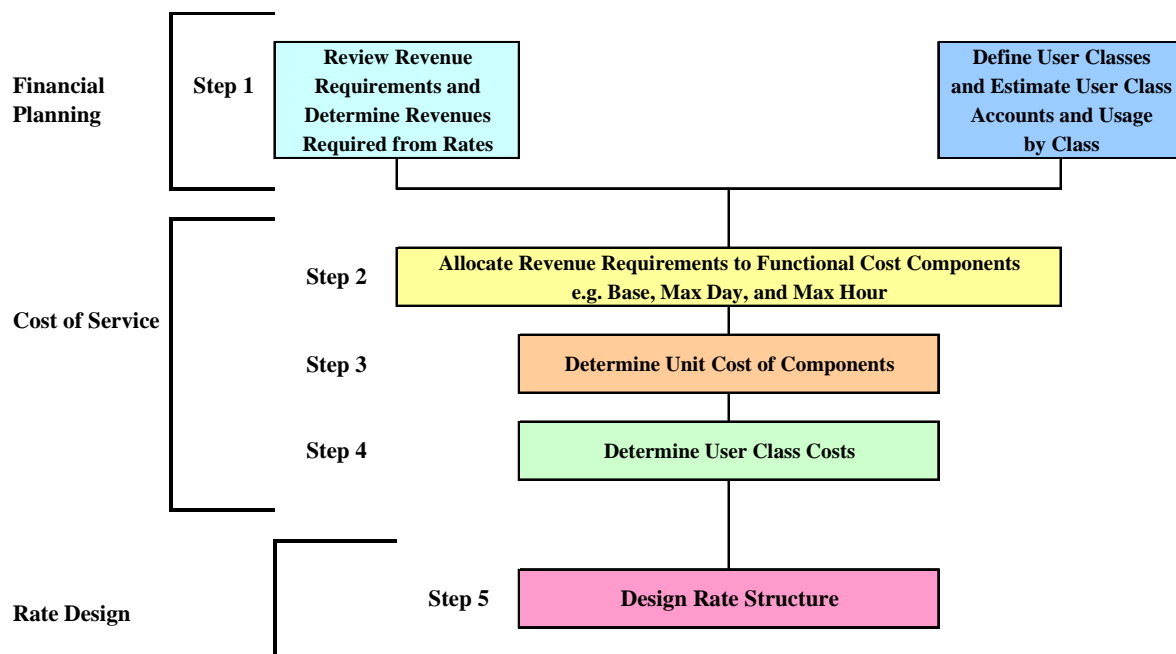 Financial
Planning
Step 1
Review Revenue
Requirements and
Determine Revenues
Required from Rates
Define User Classes
and Estimate User Class
Accounts and Usage
by Class
Cost of Service
Step 2
Allocate Revenue Requirements to Functional Cost Components
e.g. Base, Max Day, and Max Hour
Step 3
Determine Unit Cost of Components
Step 4
Determine User Class Costs
Rate Design
Step 5
Design Rate Structure